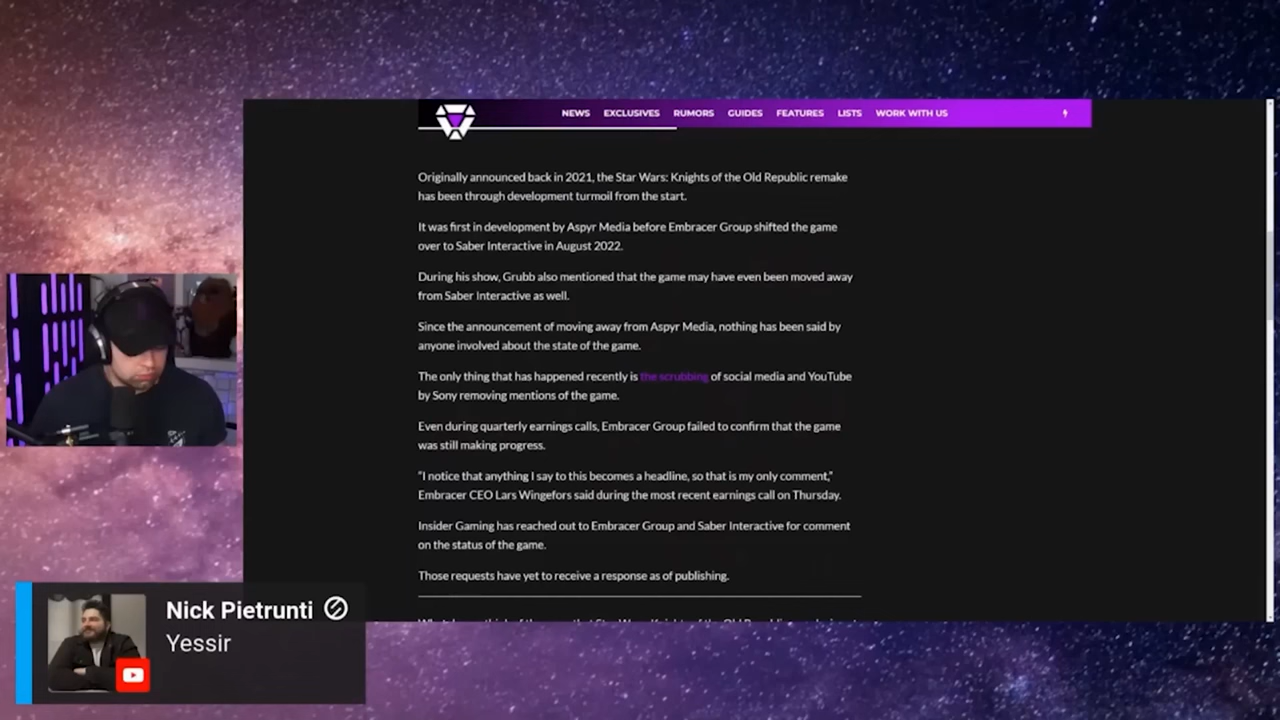 NEWS EXCLUSIVES RUMORS GUIDES FEATURES LISTS WORK WITH US
Originally announced back in 2021, the Star Wars: Knights of the Old Republic remake
has been through development turmoil from the start.
It was first in development by Aspyr Media before Embracer Group shifted the game
over to Saber Interactive in August 2022.
During his show, Grubb also mentioned that the game may have even been moved away
from Saber Interactive as well.
Since the announcement of moving away from Aspyr Media, nothing has been said by
anyone involved about the state of the game.
The only thing that has happened recently is the scrubbing of social media and YouTube
by Sony removing mentions of the game.
Even during quarterly earnings calls, Embracer Group failed to confirm that the game
was still making progress.
“I notice that anything I say to this becomes a headline, so that is my only comment,”
Embracer CEO Lars Wingefors said during the most recent earnings call on Thursday.
Insider Gaming has reached out to Embracer Group and Saber Interactive for comment
on the status of the game.
Those requests have yet to receive a response as of publishing.
Nick Pietrunti
Yessir